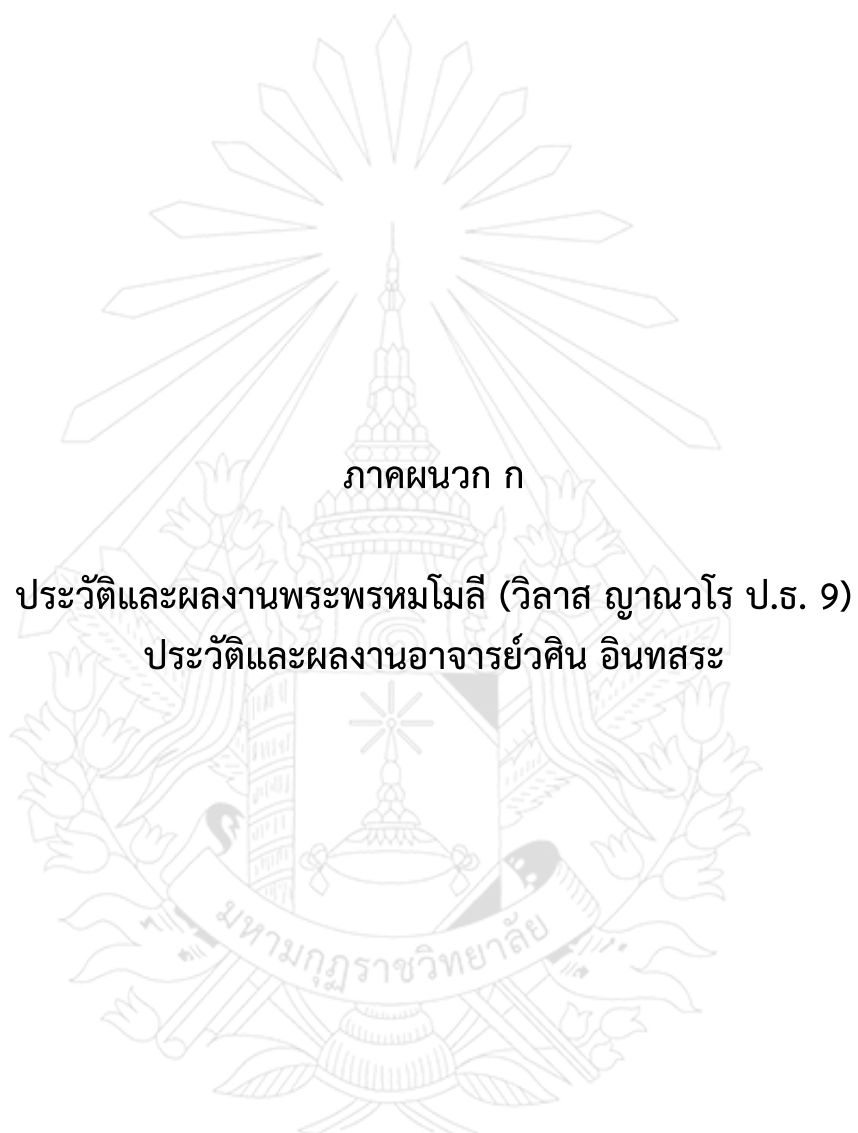 ภาคผนวก ก
ประวัติและผลงานพระพรหมโมลี (วิลาส ญาณวโร ป.ธ. 9)
ประวัติและผลงานอาจารย์วศิน อินทสระ
มหามกุฏราชวิทยาลัย